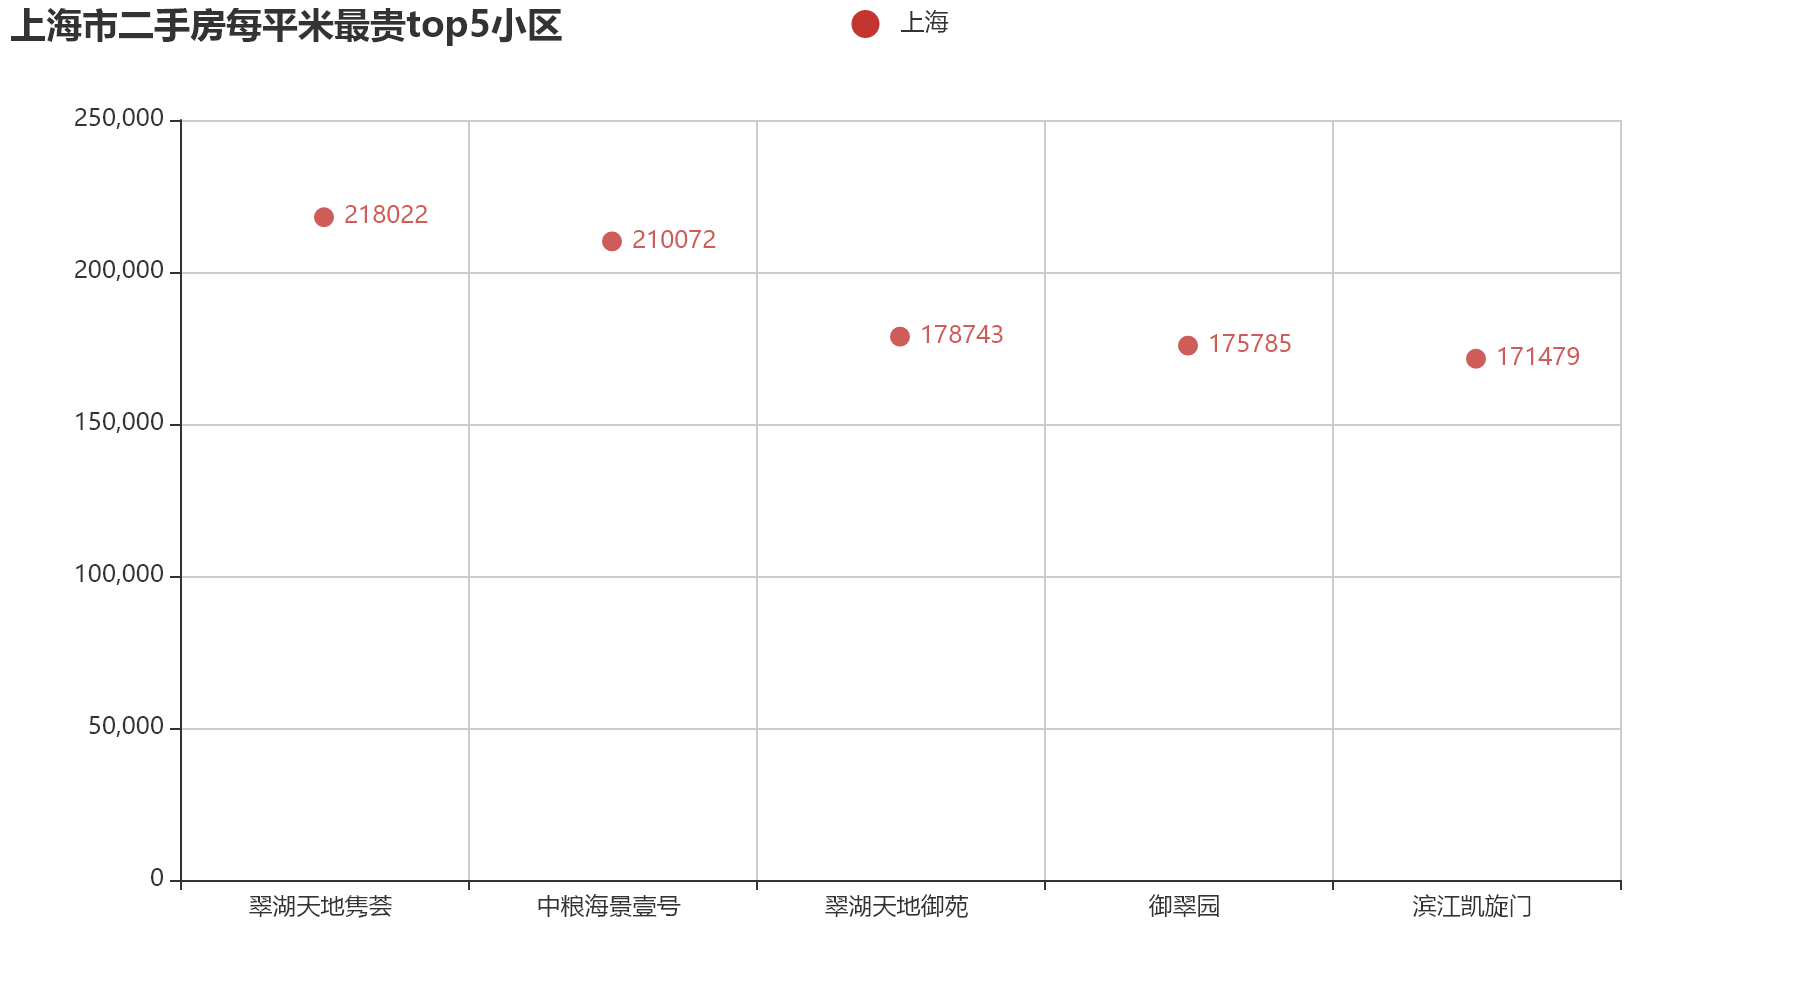 上海市二手房每平米最贵top5小区
上海
250,000
200,000
150,000
100,000
50,000
0
218022
210072
178743
175785
171479
翠湖天地隽荟
中粮海景壹号
翠湖天地御苑
御翠园
滨江凯旋门